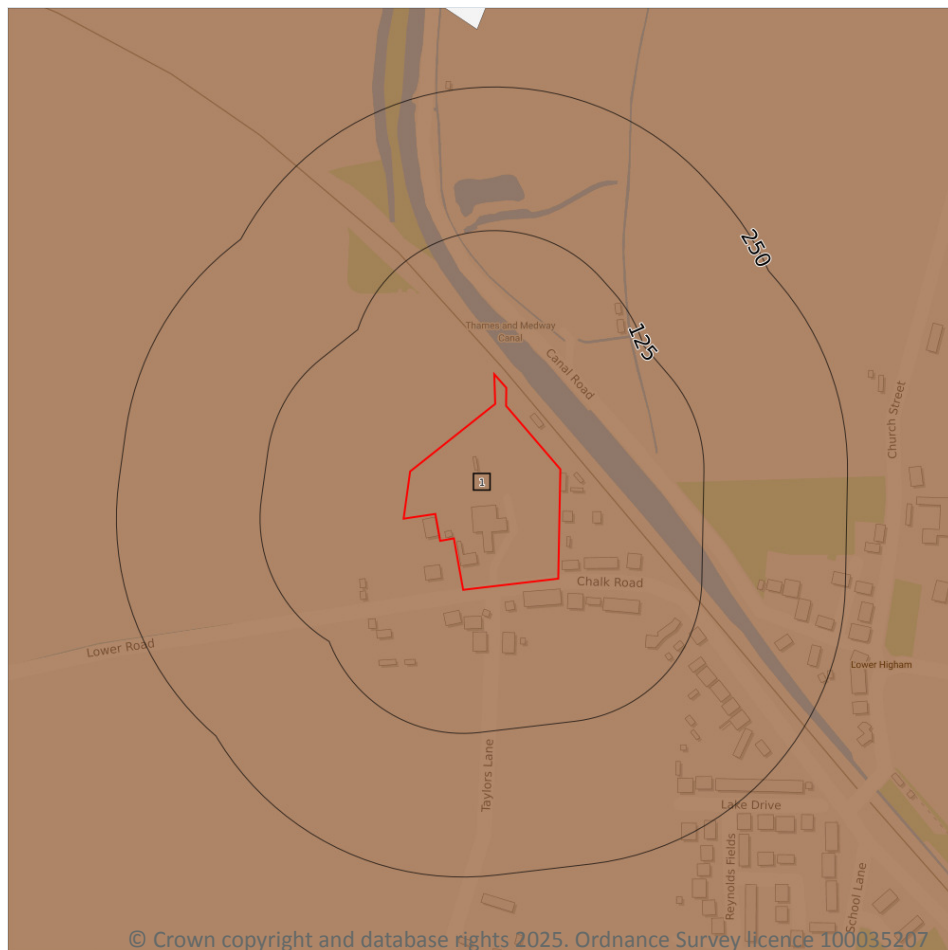 250
Thames and Medway
Canal
125
Canal Road
Church Street
1
Chalk Road
Lower Road
Lower Higham
Taylors Lane
Lake Drive
Reynolds Fields
School Lane
© Crown copyright and database rights 2025. Ordnance Survey licence 100035207